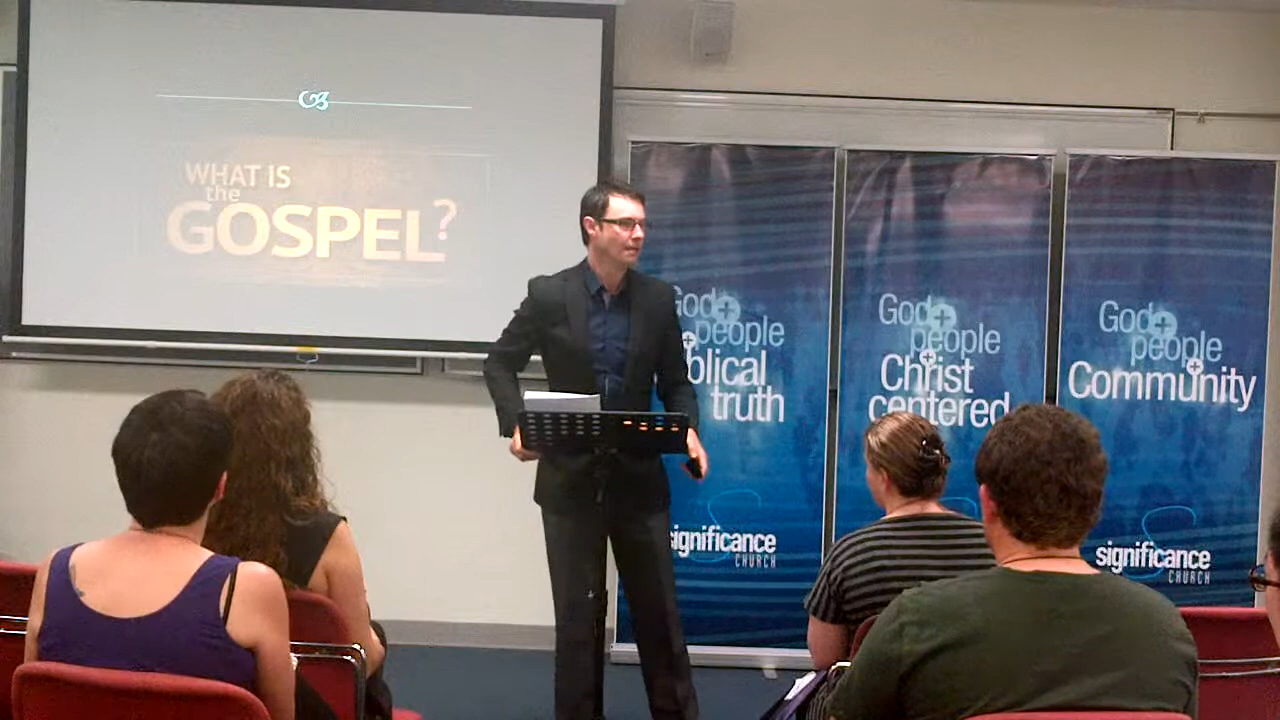 WHAT IS
the
GOSPEL?
God+
people
+
blical
truth
significance
CHURCH
God+
people
+
Christ
centered
God+
people
+
Community
significance
CHURCH